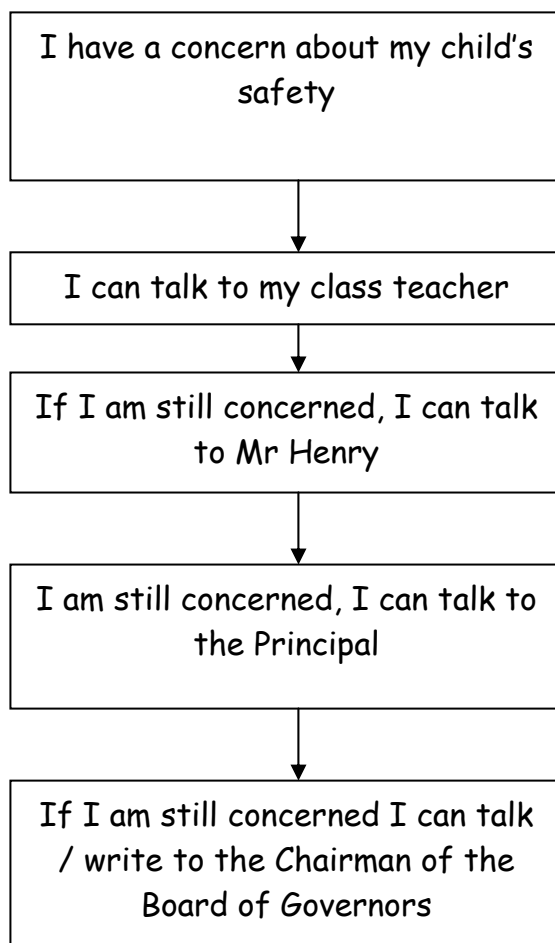 I have a concern about my child's
safety
I can talk to my class teacher
If I am still concerned, I can talk
to Mr Henry
I am still concerned, I can talk to
the Principal
If I am still concerned I can talk
/ write to the Chairman of the
Board of Governors